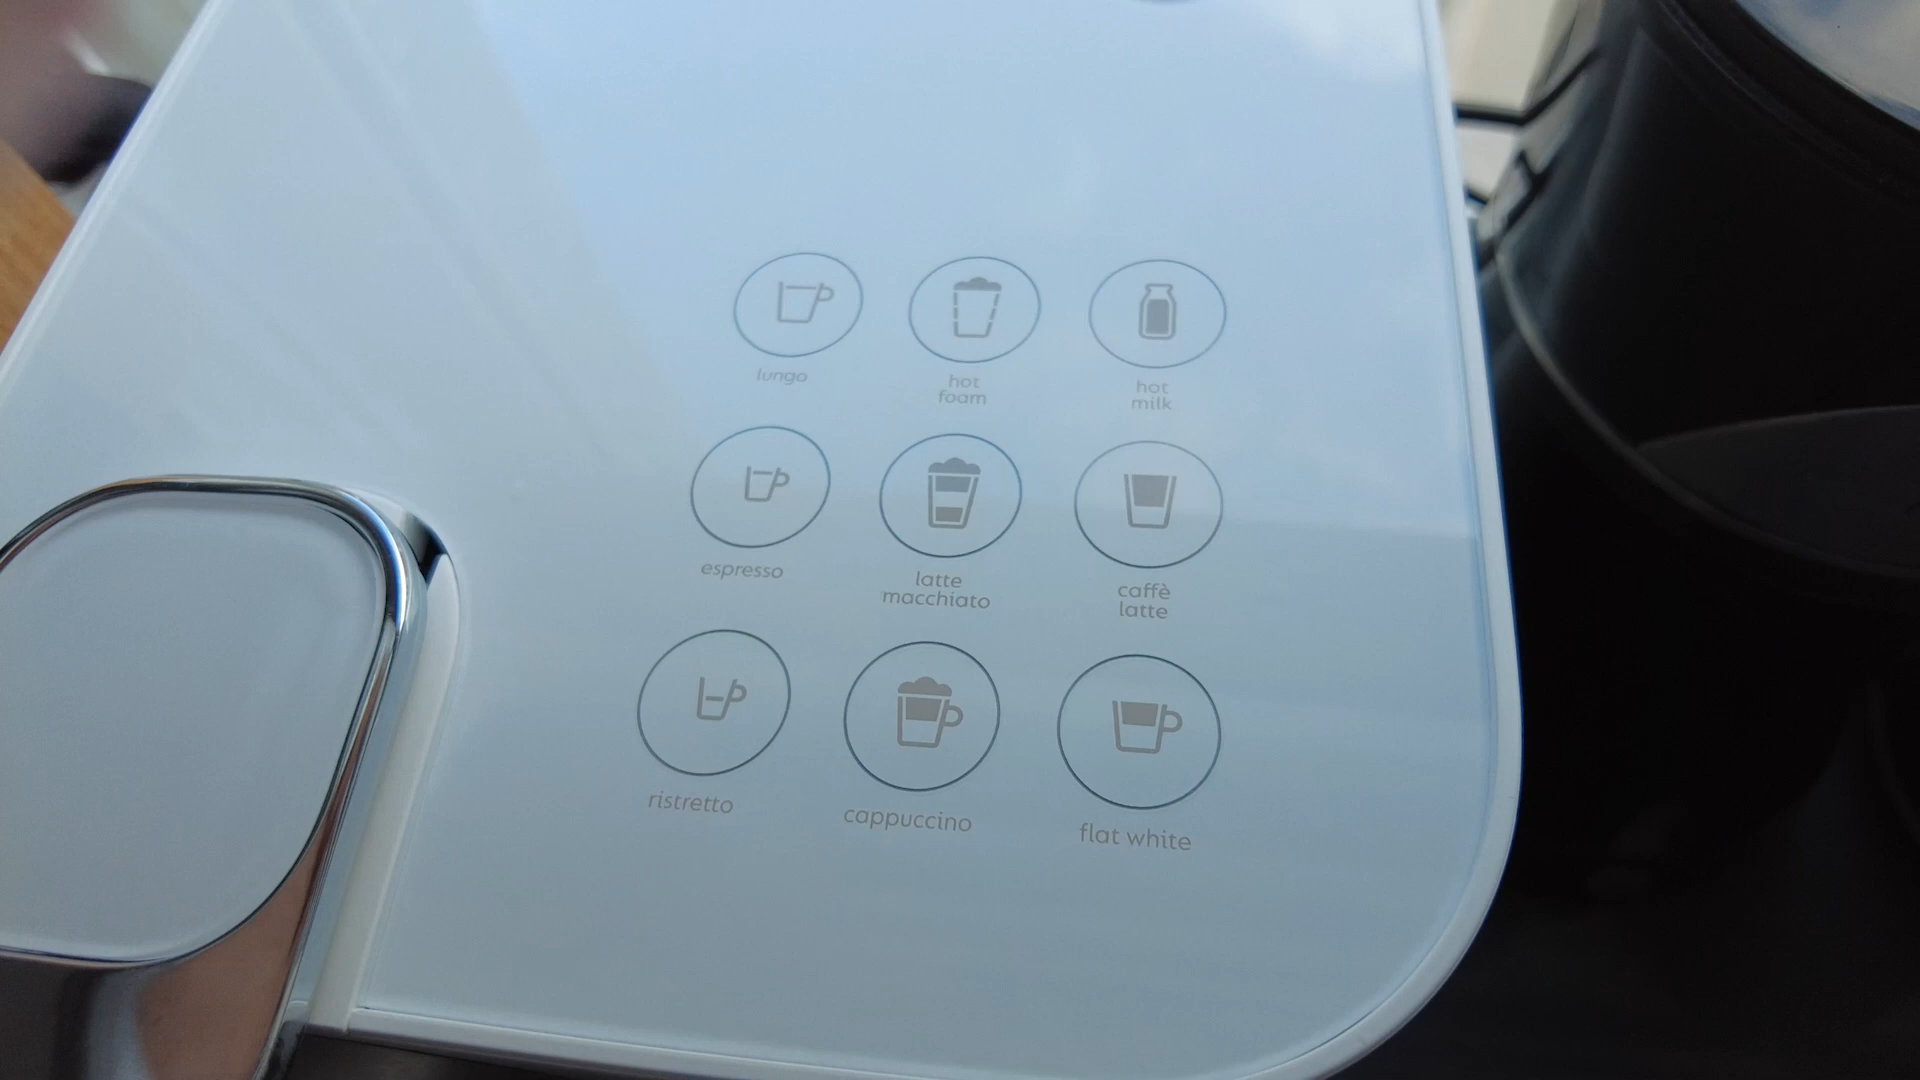 lungo
hot
foam
hot
milk
espresso
latte
macchiato
caffè
latte
ristretto
cappuccino
flat white